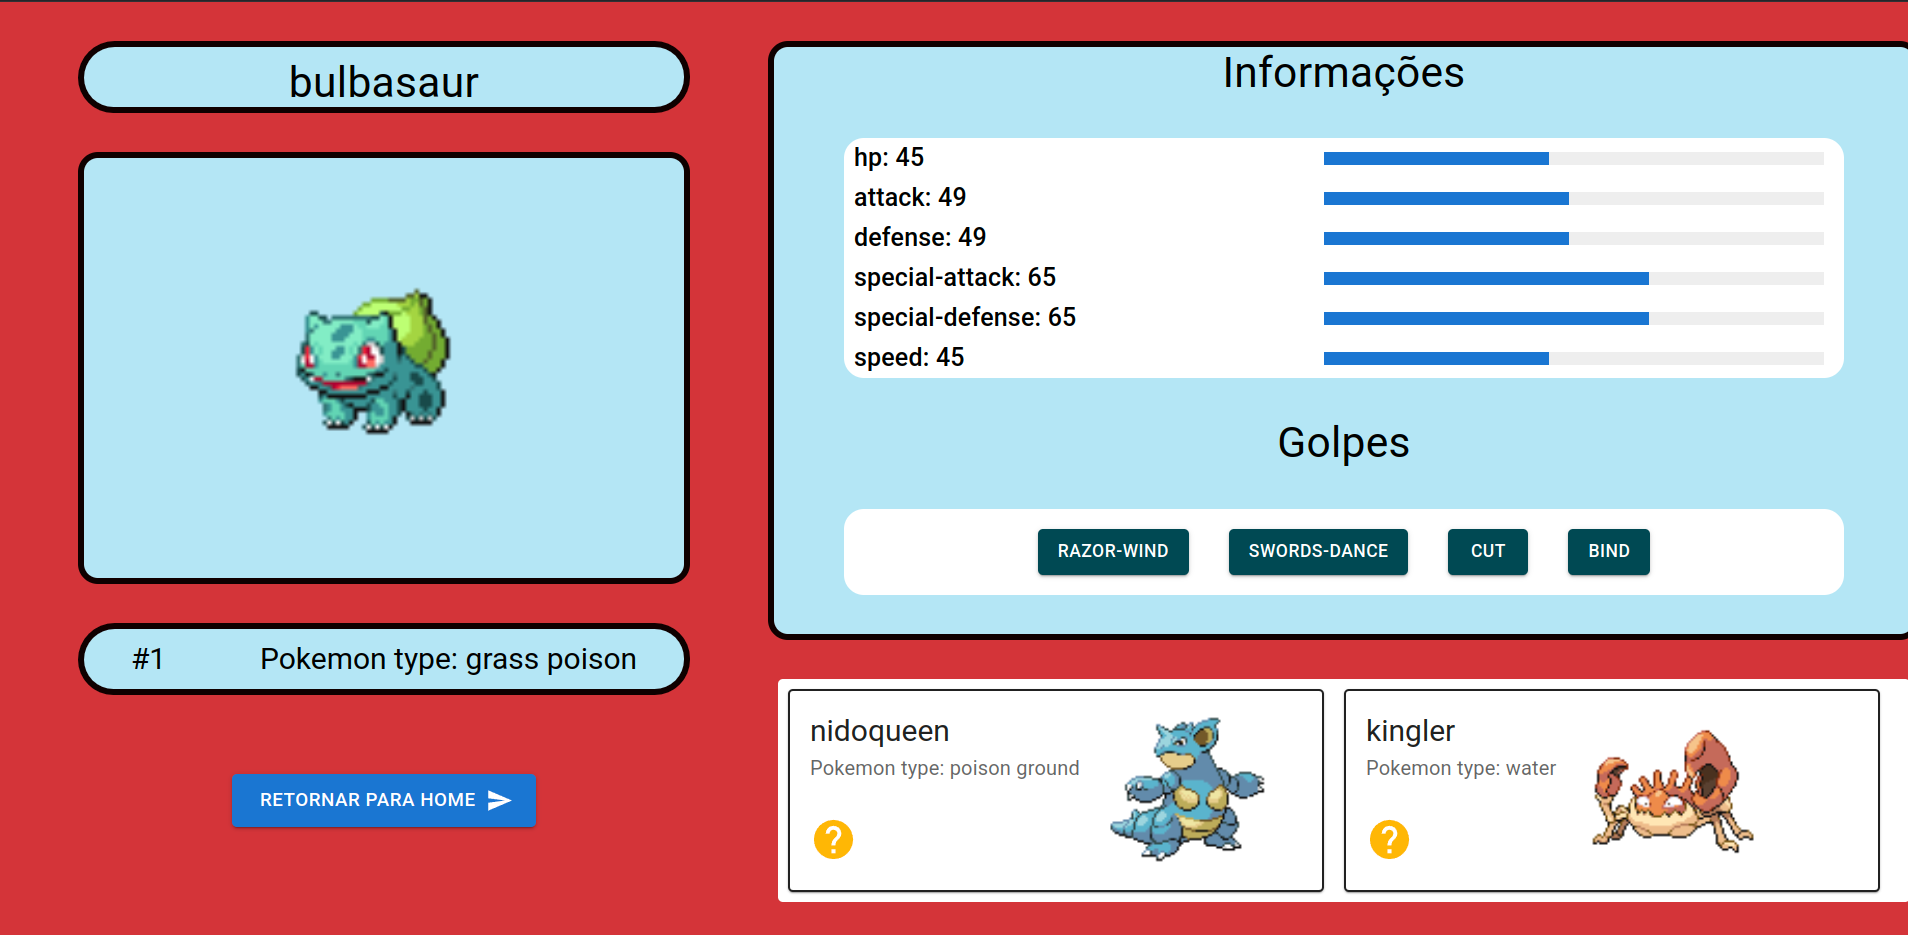 bulbasaur
#1 Pokemon type: grass poison
RETORNAR PARA HOME
Informações
hp: 45
attack: 49
defense: 49
special-attack: 65
special-defense: 65
speed: 45
Golpes
RAZOR-WIND SWORDS-DANCE CUT BIND
nidoqueen
Pokemon type: poison ground
?
kingler
Pokemon type: water
?